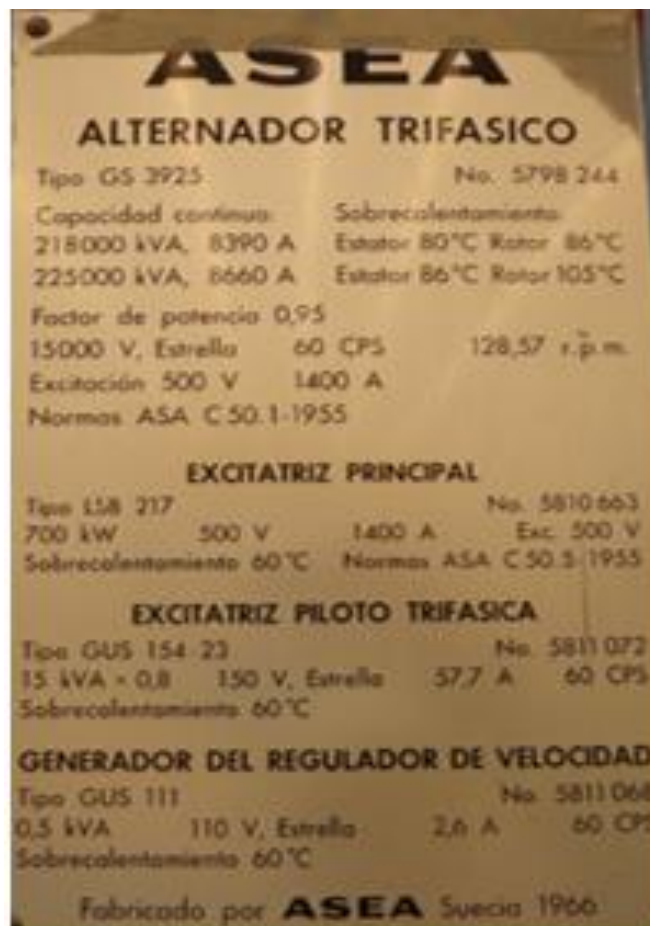 ASEA
ALTERNADOR TRIFASICO
Tipo GS 3925 No. 5798 244
Capacidad continua: Sobrecalentamiento:
218000 kVA, 8390 A Estator 80°C Rotor 86°C
225000 kVA, 8660 A Estator 86°C Rotor 105°C
Factor de potencia 0,95
15000 V, Estrella 60 CPS 128,57 r.p.m.
Excitación 500 V 1400 A
Normas ASA C 50.1-1955
EXCITATRIZ PRINCIPAL
Tipo LSB 217 No. 5810 663
700 kW 500 V 1400 A Exc. 500 V
Sobrecalentamiento 60°C Normas ASA C 50.5-1955
EXCITATRIZ PILOTO TRIFASICA
Tipo GUS 154 23 No. 5811 072
15 kVA - 0,8 150 V, Estrella 57,7 A 60 CPS
Sobrecalentamiento 60°C
GENERADOR DEL REGULADOR DE VELOCIDAD
Tipo GUS 111 No. 5811 068
0,5 kVA 110 V, Estrella 2,6 A 60 CPS
Sobrecalentamiento 60°C
Fabricado por ASEA Suecia 1966